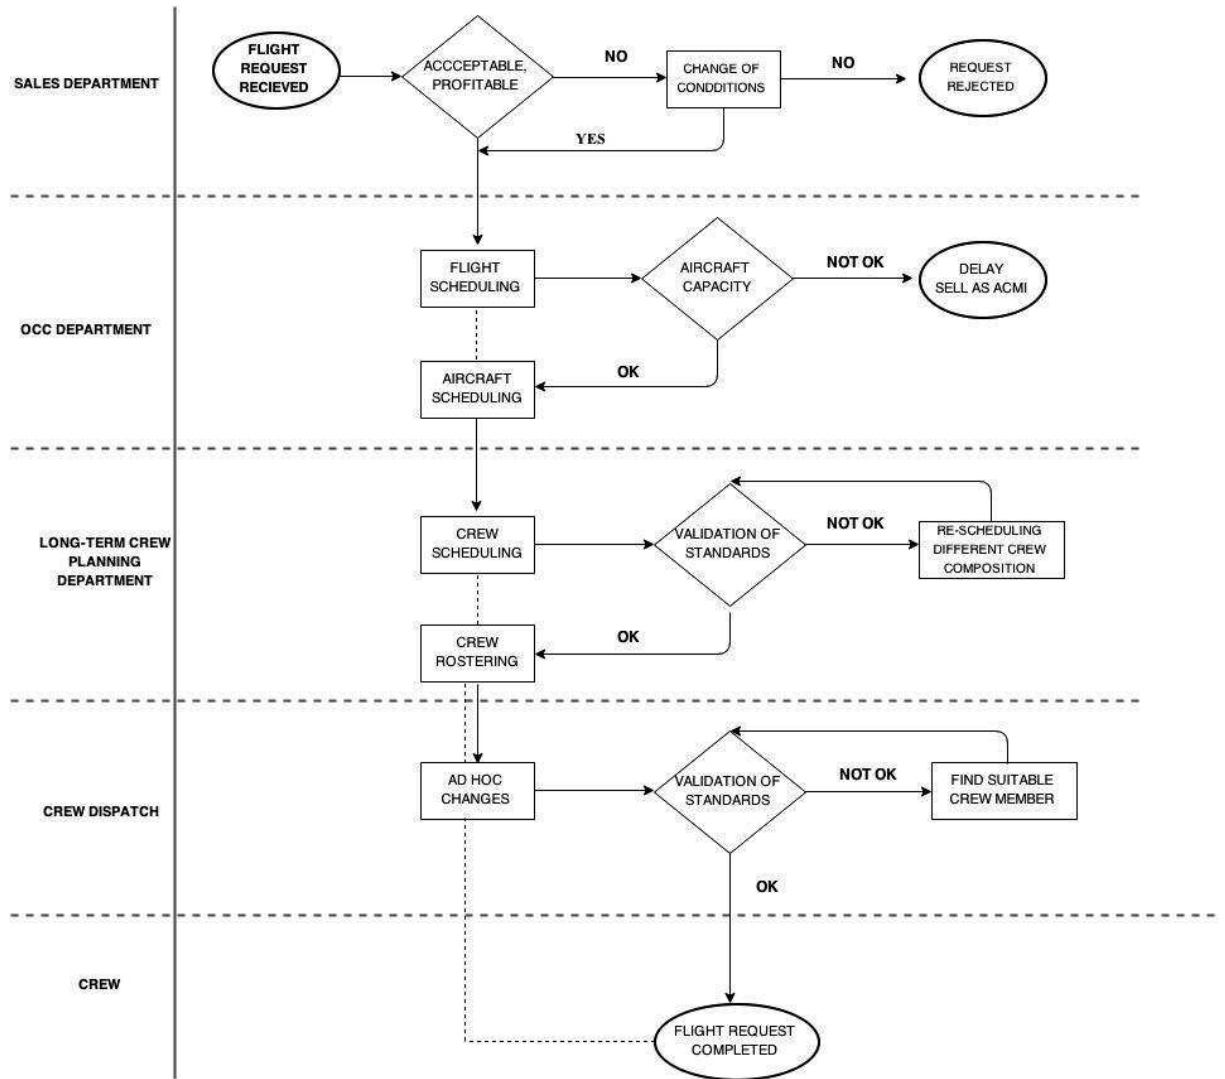 SALES DEPARTMENT
FLIGHT
REQUEST
RECIEVED
ACCCEPTABLE,
PROFITABLE
NO
CHANGE OF
CONDDITIONS
NO
REQUEST
REJECTED
YES
OCC DEPARTMENT
FLIGHT
SCHEDULING
AIRCRAFT
CAPACITY
NOT OK
DELAY
SELL AS ACMI
OK
AIRCRAFT
SCHEDULING
LONG-TERM CREW
PLANNING
DEPARTMENT
CREW
SCHEDULING
VALIDATION OF
STANDARDS
NOT OK
RE-SCHEDULING
DIFFERENT CREW
COMPOSITION
OK
CREW
ROSTERING
CREW DISPATCH
AD HOC
CHANGES
VALIDATION OF
STANDARDS
NOT OK
FIND SUITABLE
CREW MEMBER
OK
CREW
FLIGHT REQUEST
COMPLETED